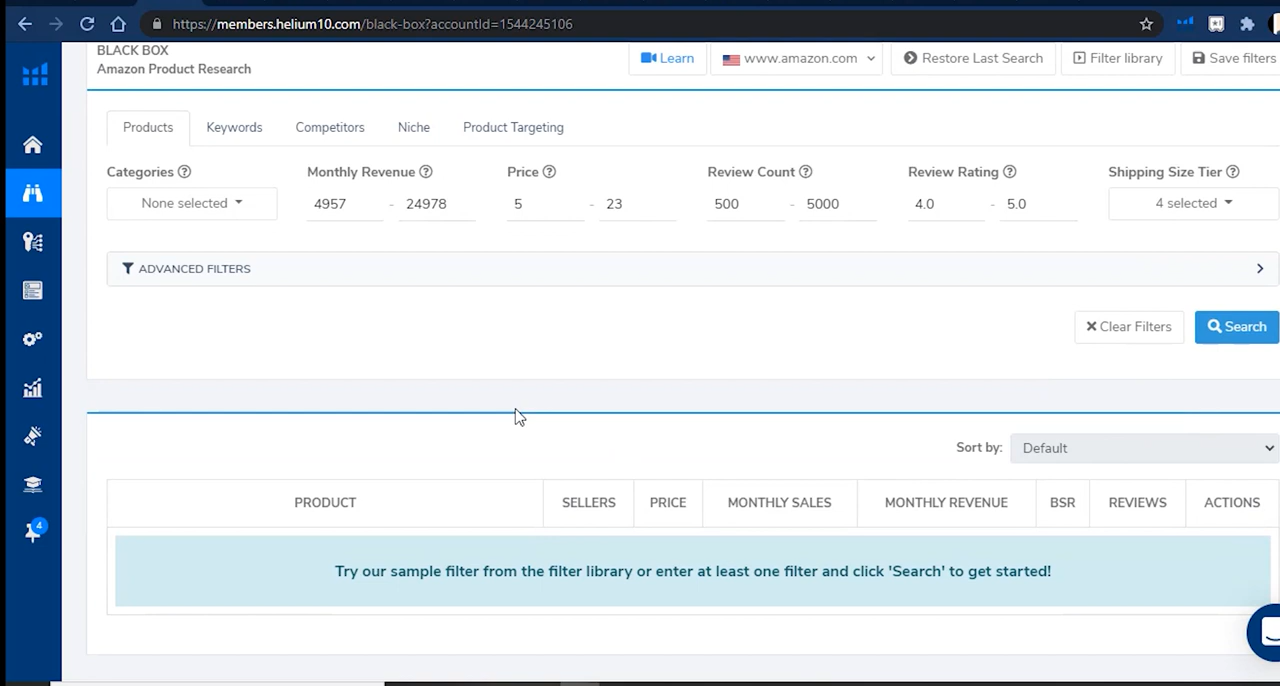 https://members.helium10.com/black-box?accountId=1544245106
BLACK BOX
Amazon Product Research
Learn
www.amazon.com
Restore Last Search
Filter library
Save filters
Products
Keywords
Competitors
Niche
Product Targeting
Categories
Monthly Revenue
Price
Review Count
Review Rating
Shipping Size Tier
None selected
4957 - 24978
5 - 23
500 - 5000
4.0 - 5.0
4 selected
ADVANCED FILTERS
Clear Filters
Search
Sort by: Default
PRODUCT
SELLERS
PRICE
MONTHLY SALES
MONTHLY REVENUE
BSR
REVIEWS
ACTIONS
4
Try our sample filter from the filter library or enter at least one filter and click 'Search' to get started!